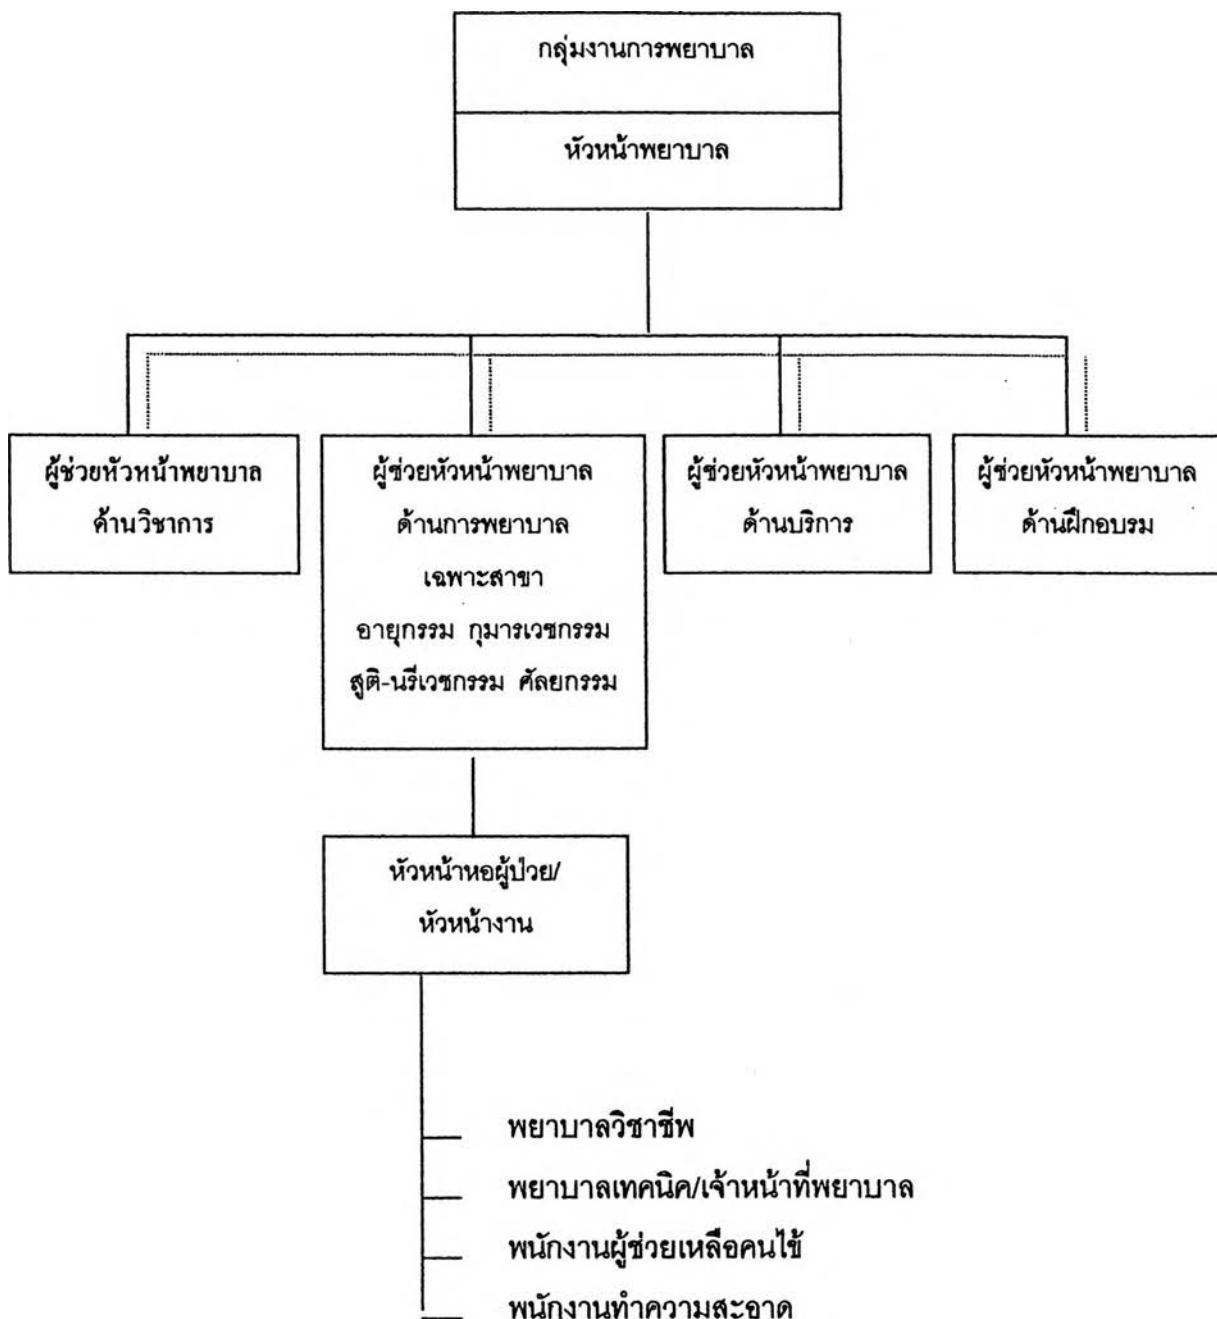 กลุ่มงานการพยาบาล
หัวหน้าพยาบาล
ผู้ช่วยหัวหน้าพยาบาล
ด้านวิชาการ
ผู้ช่วยหัวหน้าพยาบาล
ด้านการพยาบาล
เฉพาะสาขา
อายุกรรม กุมารเวชกรรม
สูติ-นรีเวชกรรม ศัลยกรรม
ผู้ช่วยหัวหน้าพยาบาล
ด้านบริการ
ผู้ช่วยหัวหน้าพยาบาล
ด้านฝึกอบรม
หัวหน้าหอผู้ป่วย/
หัวหน้างาน
พยาบาลวิชาชีพ
พยาบาลเทคนิค/เจ้าหน้าที่พยาบาล
พนักงานผู้ช่วยเหลือคนไข้
พนักงานทำความสะอาด